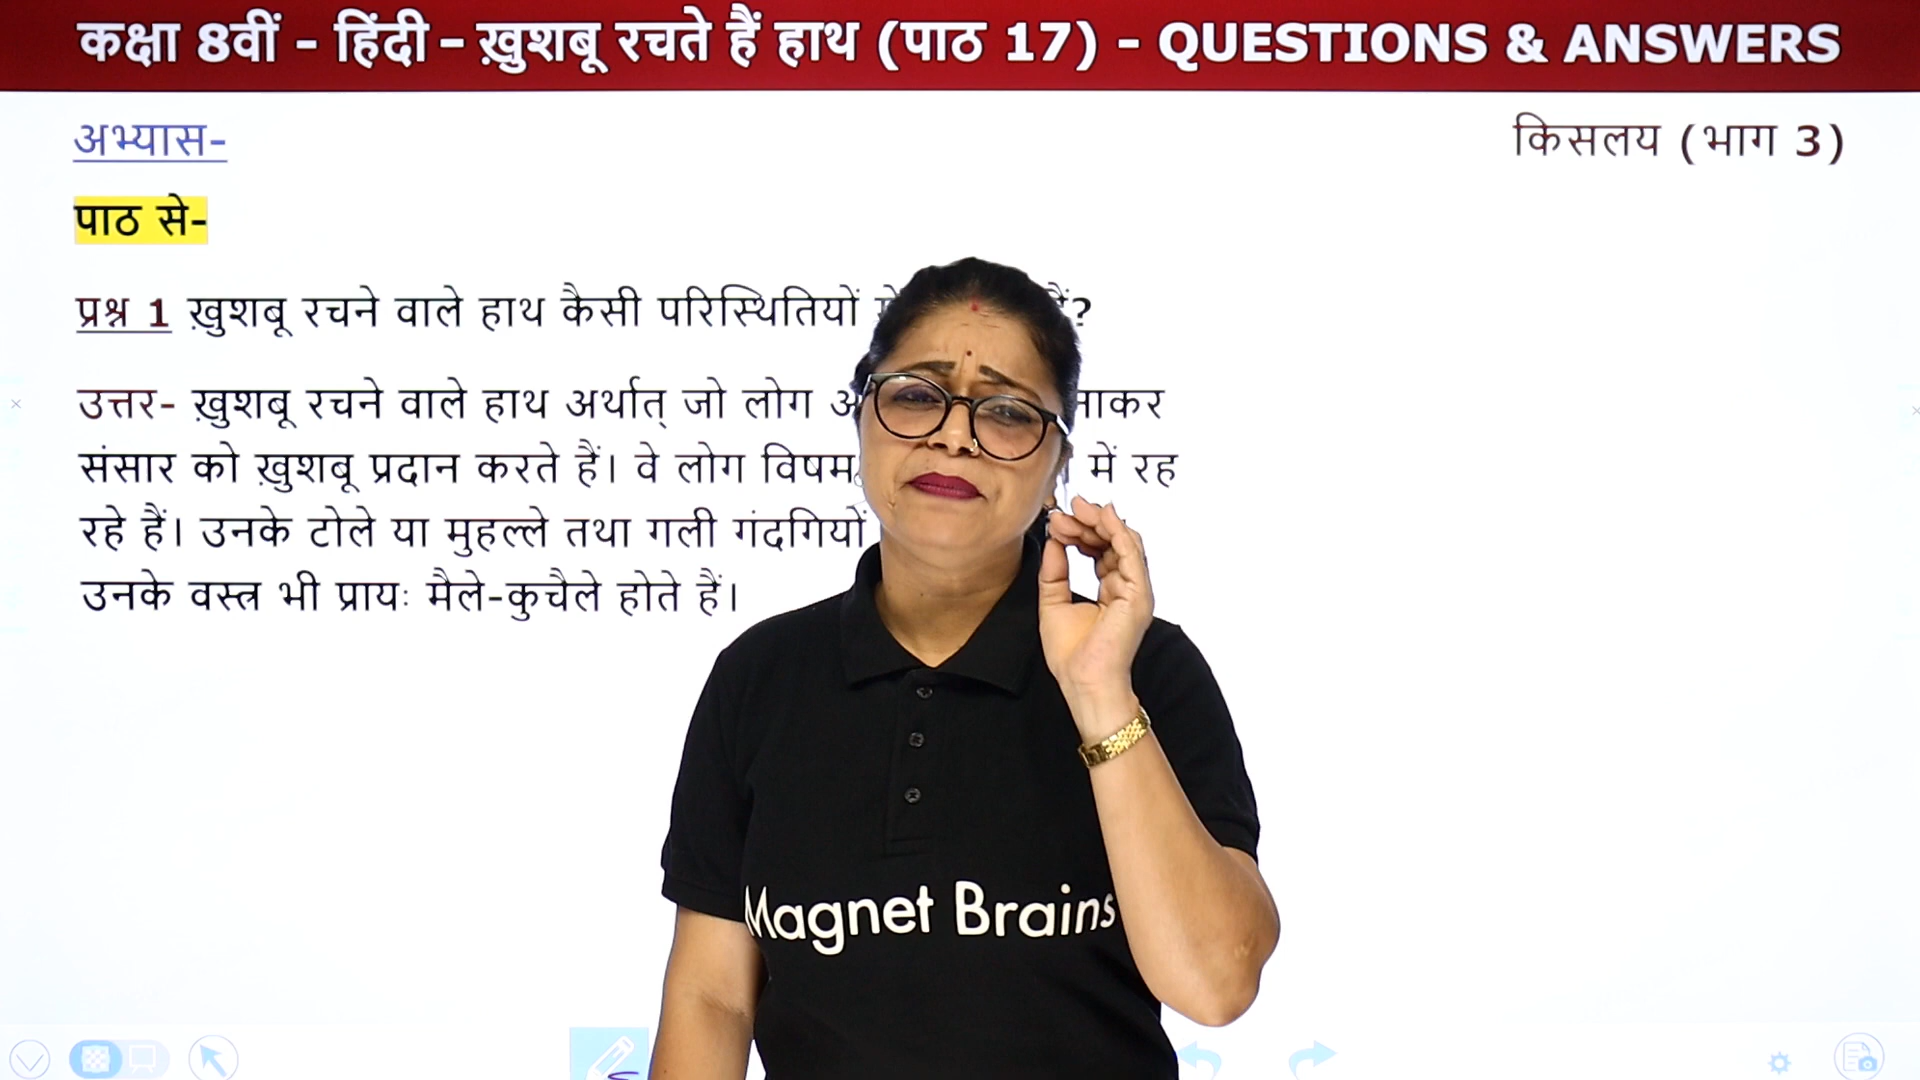 कक्षा 8वीं - हिंदी - ख़ुशबू रचते हैं हाथ (पाठ 17) - QUESTIONS & ANSWERS
अभ्यास-
किसलय (भाग 3)
पाठ से-
प्रश्न 1 ख़ुशबू रचने वाले हाथ कैसी परिस्थितियों
उत्तर- ख़ुशबू रचने वाले हाथ अर्थात् जो लोग
संसार को ख़ुशबू प्रदान करते हैं। वे लोग विषम में रह
रहे हैं। उनके टोले या मुहल्ले तथा गली गंदगियों
उनके वस्त्र भी प्रायः मैले-कुचैले होते हैं।
Magnet Brains